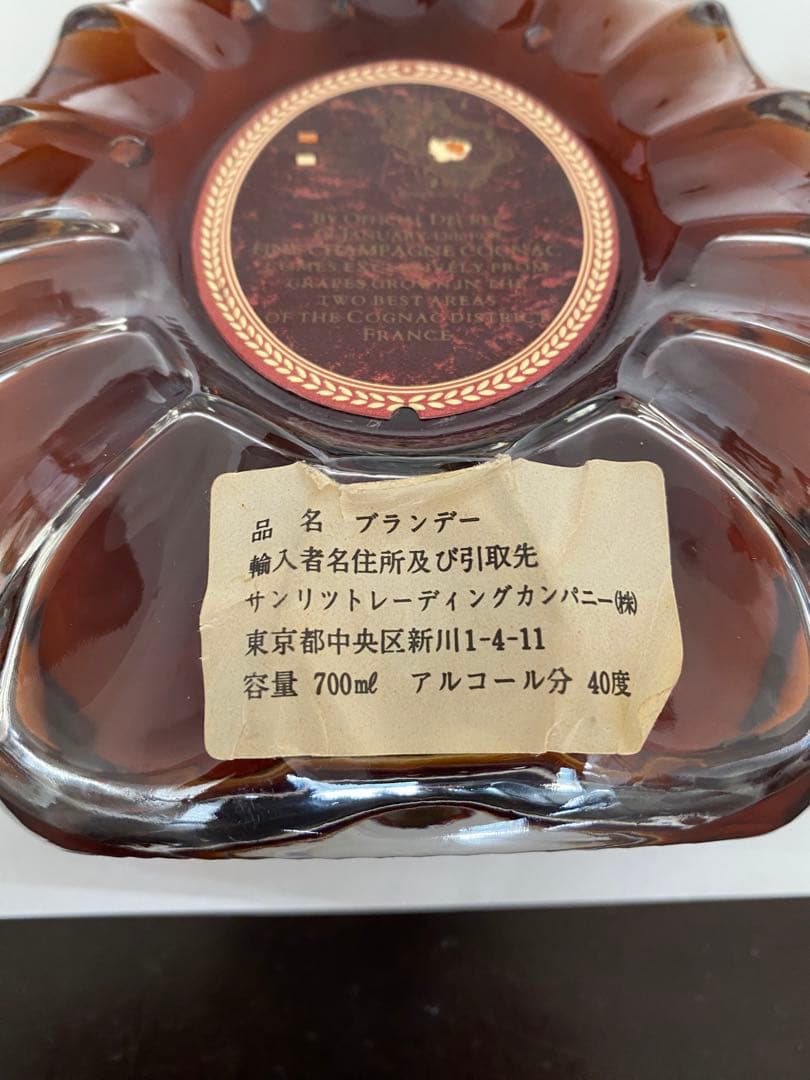 BY OFFICIAL DECREE
FINE CHAMPAGNE COGNAC
COMES EXCLUSIVELY FROM
GRAPES GROWN IN THE
TWO BEST AREAS
OF THE COGNAC DISTRICT
FRANCE
品名 ブランデー
輸入者名住所及び引取先
サンリツトレーディングカンパニー㈱
東京都中央区新川1-4-11
容量 700㎖ アルコール分 40度